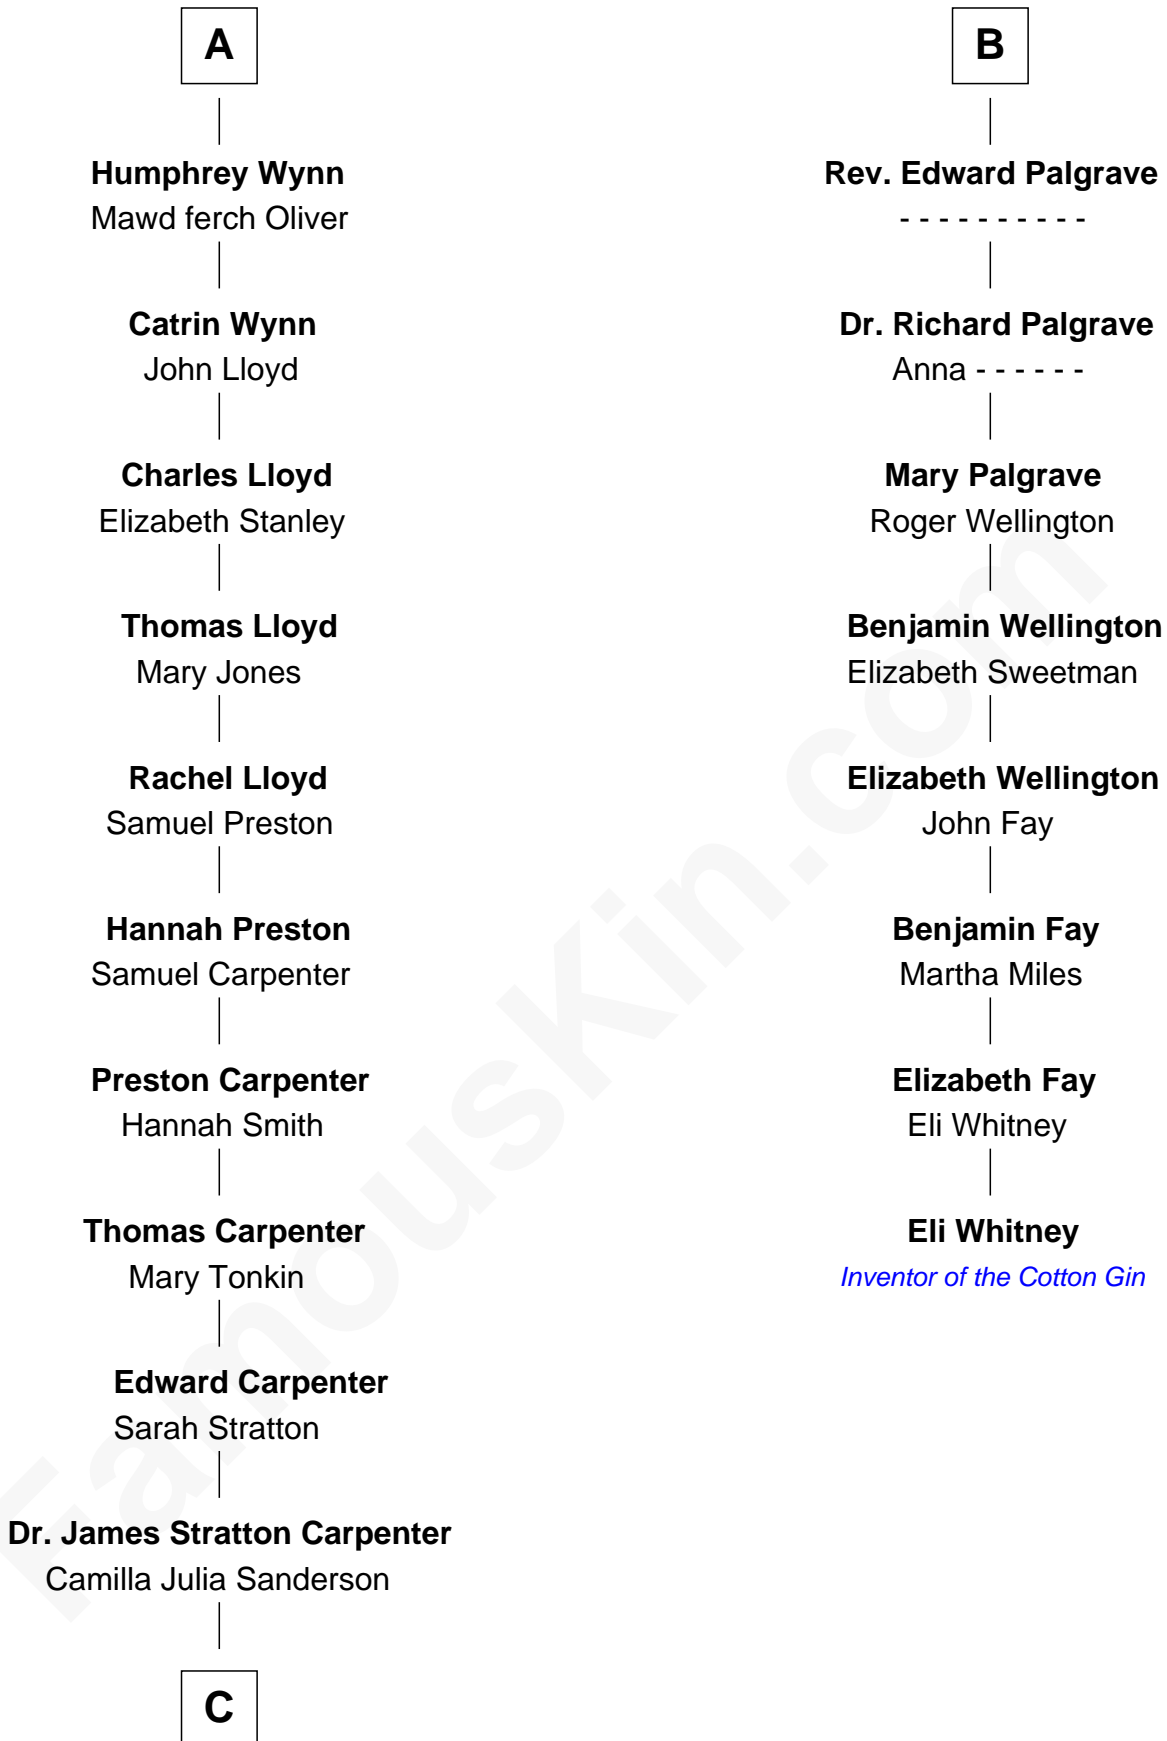 A
Humphrey Wynn
Mawd ferch Oliver
Catrin Wynn
John Lloyd
Charles Lloyd
Elizabeth Stanley
Thomas Lloyd
Mary Jones
Rachel Lloyd
Samuel Preston
Hannah Preston
Samuel Carpenter
Preston Carpenter
Hannah Smith
Thomas Carpenter
Mary Tonkin
Edward Carpenter
Sarah Stratton
Dr. James Stratton Carpenter
Camilla Julia Sanderson
C
B
Rev. Edward Palgrave
- - - - - - - - - -
Dr. Richard Palgrave
Anna - - - - - -
Mary Palgrave
Roger Wellington
Benjamin Wellington
Elizabeth Sweetman
Elizabeth Wellington
John Fay
Benjamin Fay
Martha Miles
Elizabeth Fay
Eli Whitney
Eli Whitney
Inventor of the Cotton Gin
FamousKin.com